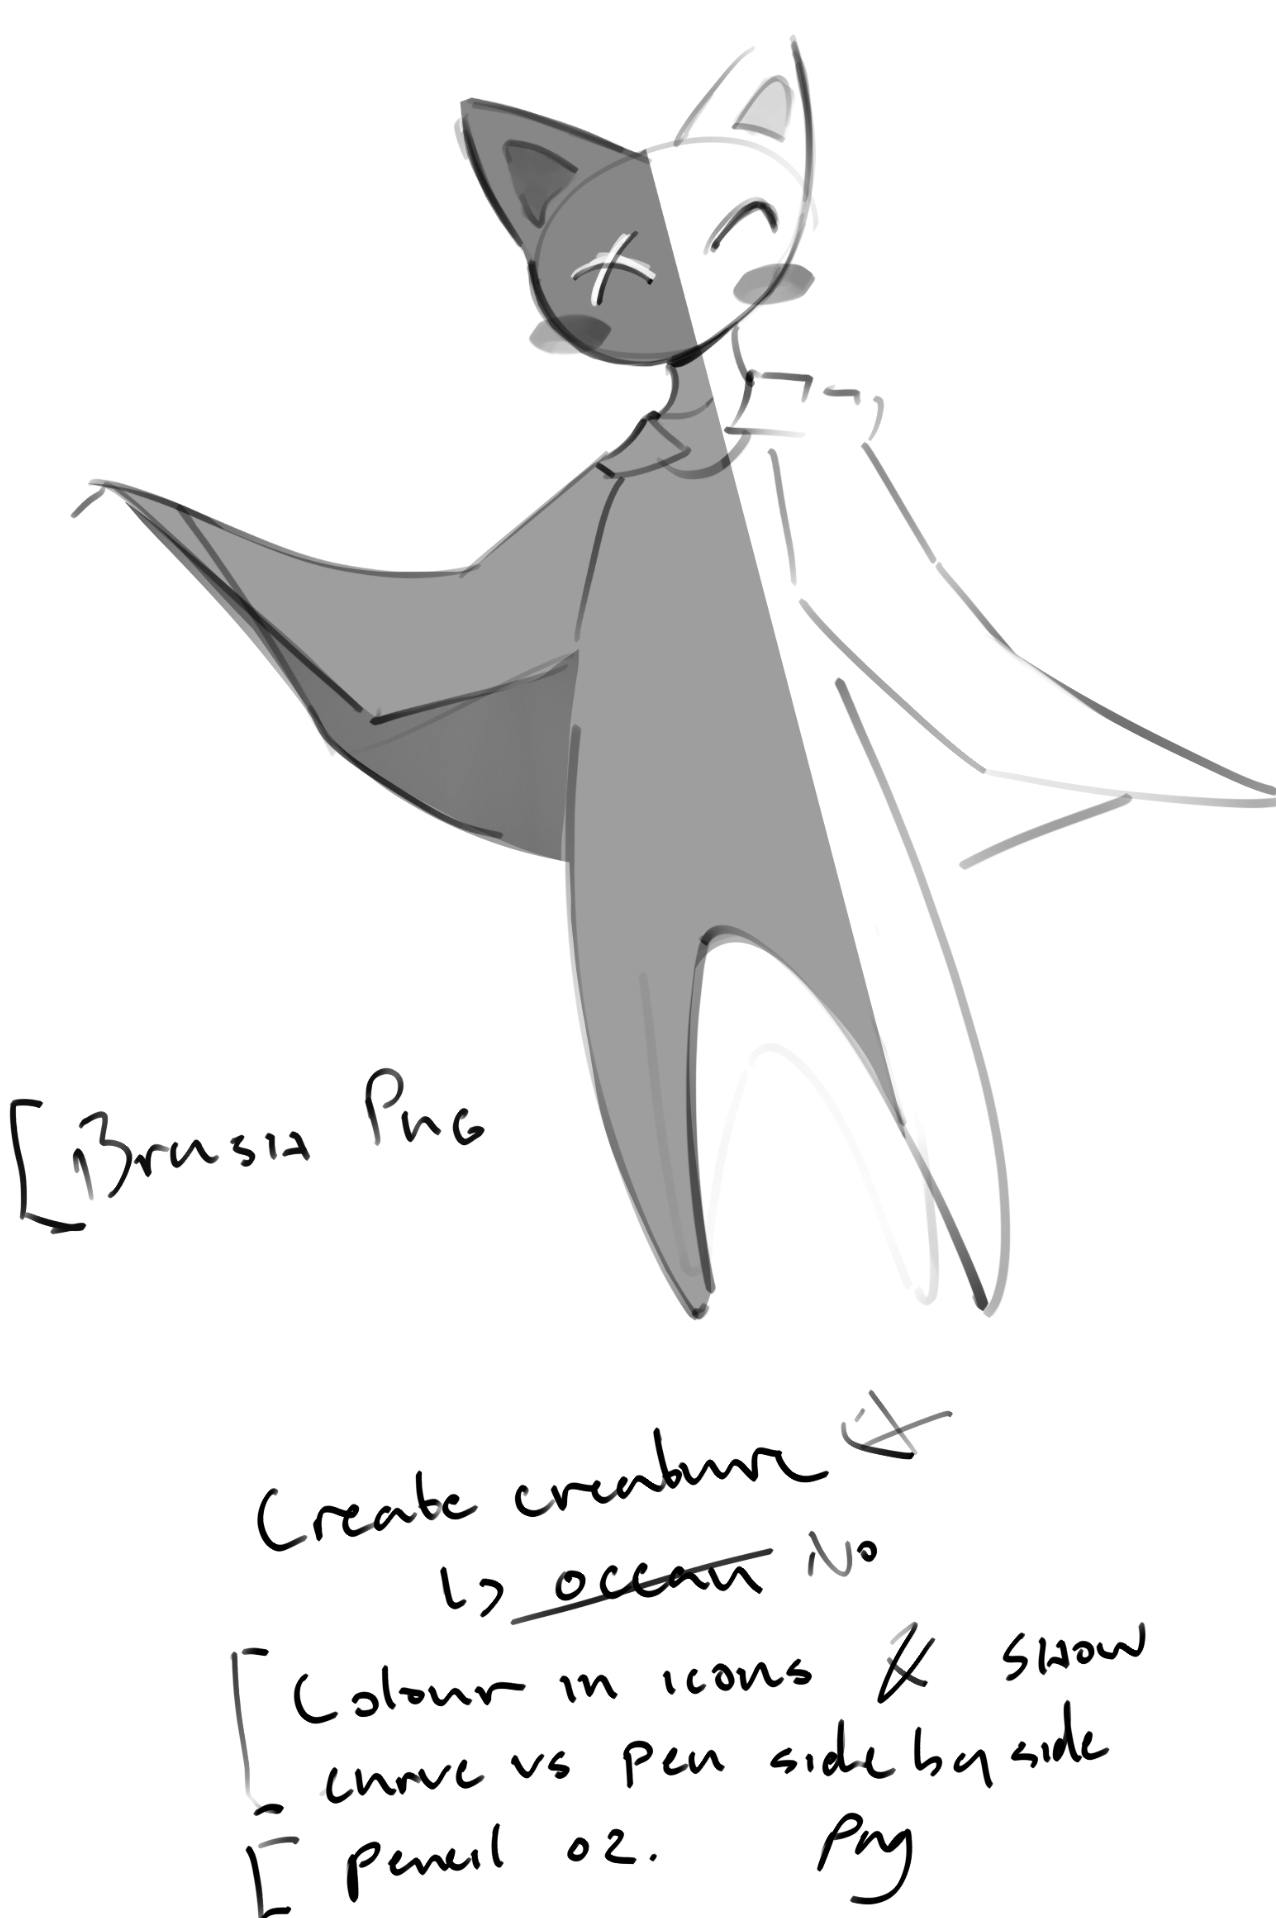 [Brush PnG
Create creature
↳ ocean No
[Colour in icons & show
curve vs pen side by side
[pencil 02. Png